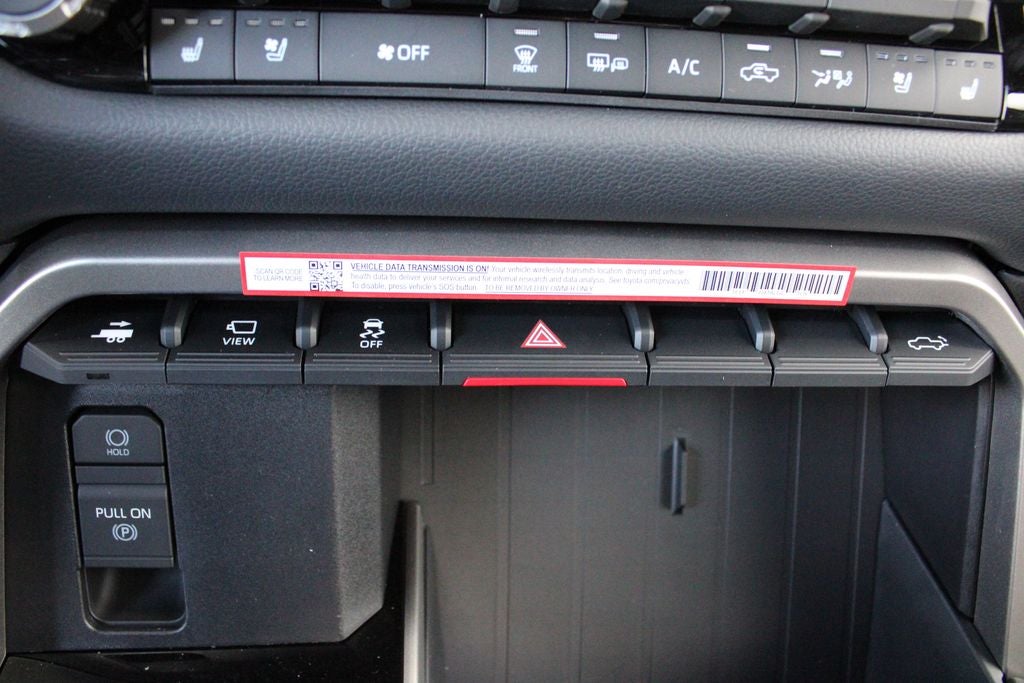 OFF
FRONT
A/C
SCAN QR CODE
TO LEARN MORE
VEHICLE DATA TRANSMISSION IS ON! Your vehicle wirelessly transmits location, driving and vehicle
health data to deliver your services and for internal research and data analysis. See toyota.com/privacyvts.
To disable, press vehicle's SOS button. TO BE REMOVED BY OWNER ONLY.
VIEW
OFF
HOLD
PULL ON
P